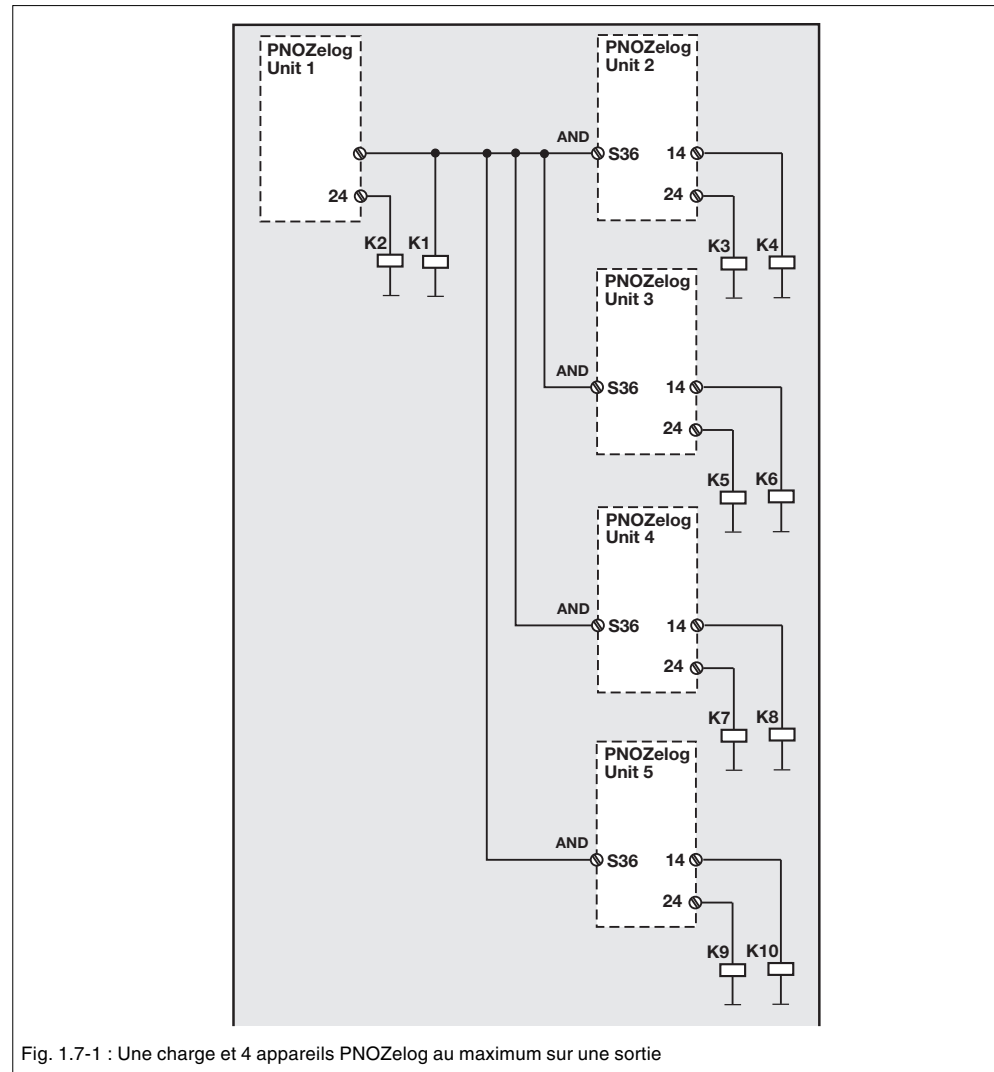 PNOZelog
Unit 1
24
K2
K1
PNOZelog
Unit 2
AND
S36
14
24
K3
K4
PNOZelog
Unit 3
AND
S36
14
24
K5
K6
PNOZelog
Unit 4
AND
S36
14
24
K7
K8
PNOZelog
Unit 5
AND
S36
14
24
K9
K10
Fig. 1.7-1 : Une charge et 4 appareils PNOZelog au maximum sur une sortie